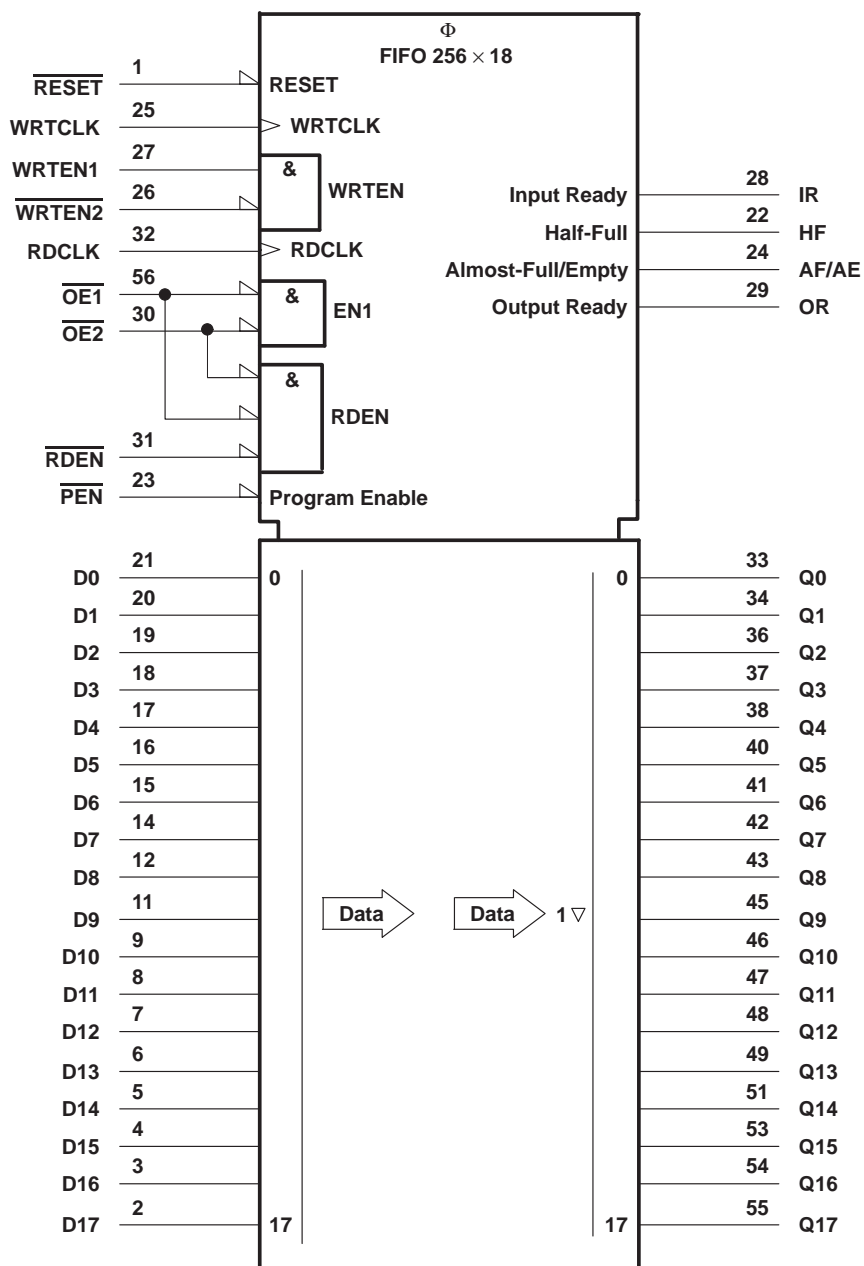 Φ
FIFO 256 × 18
RESET 1 RESET
WRTCLK 25 WRTCLK
WRTEN1 27 &
WRTEN2 26 WRTEN
RDCLK 32 RDCLK
OE1 56 &
OE2 30 EN1
&
RDEN
RDEN 31
PEN 23 Program Enable
Input Ready 28 IR
Half-Full 22 HF
Almost-Full/Empty 24 AF/AE
Output Ready 29 OR
D0 21 0 0 33 Q0
D1 20 34 Q1
D2 19 36 Q2
D3 18 37 Q3
D4 17 38 Q4
D5 16 40 Q5
D6 15 41 Q6
D7 14 42 Q7
D8 12 43 Q8
D9 11 Data Data 1 ▽ 45 Q9
D10 9 46 Q10
D11 8 47 Q11
D12 7 48 Q12
D13 6 49 Q13
D14 5 51 Q14
D15 4 53 Q15
D16 3 54 Q16
D17 2 17 17 55 Q17